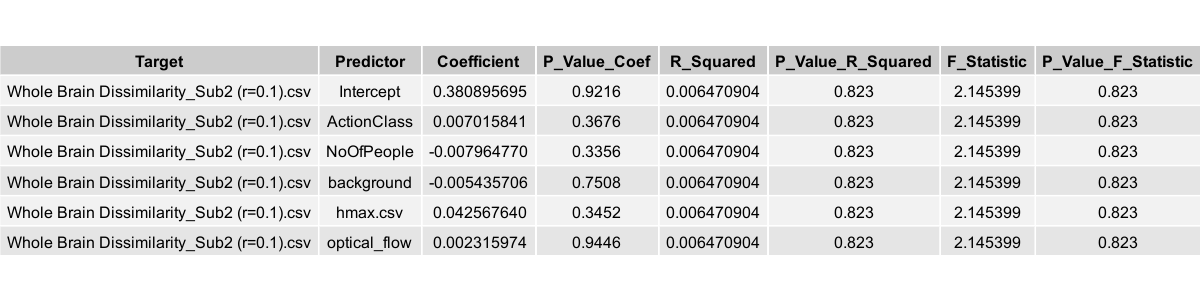 Target Predictor Coefficient P_Value_Coef R_Squared P_Value_R_Squared F_Statistic P_Value_F_Statistic
Whole Brain Dissimilarity_Sub2 (r=0.1).csv Intercept 0.380895695 0.9216 0.006470904 0.823 2.145399 0.823
Whole Brain Dissimilarity_Sub2 (r=0.1).csv ActionClass 0.007015841 0.3676 0.006470904 0.823 2.145399 0.823
Whole Brain Dissimilarity_Sub2 (r=0.1).csv NoOfPeople -0.007964770 0.3356 0.006470904 0.823 2.145399 0.823
Whole Brain Dissimilarity_Sub2 (r=0.1).csv background -0.005435706 0.7508 0.006470904 0.823 2.145399 0.823
Whole Brain Dissimilarity_Sub2 (r=0.1).csv hmax.csv 0.042567640 0.3452 0.006470904 0.823 2.145399 0.823
Whole Brain Dissimilarity_Sub2 (r=0.1).csv optical_flow 0.002315974 0.9446 0.006470904 0.823 2.145399 0.823